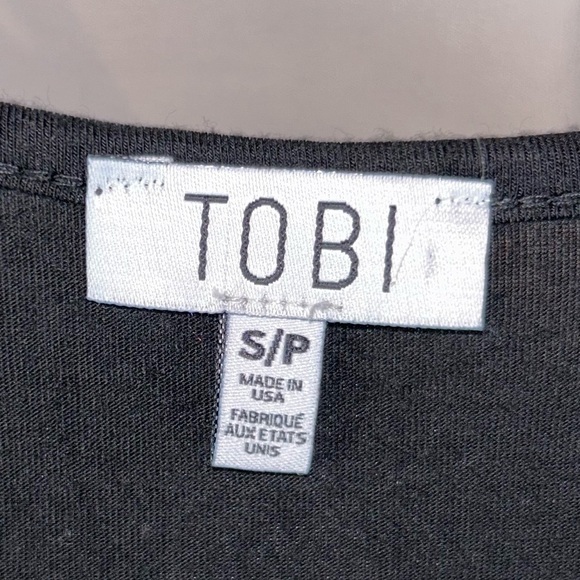 TOBI
S/P
MADE IN
USA
FABRIQUÉ
AUX ETATS
UNIS